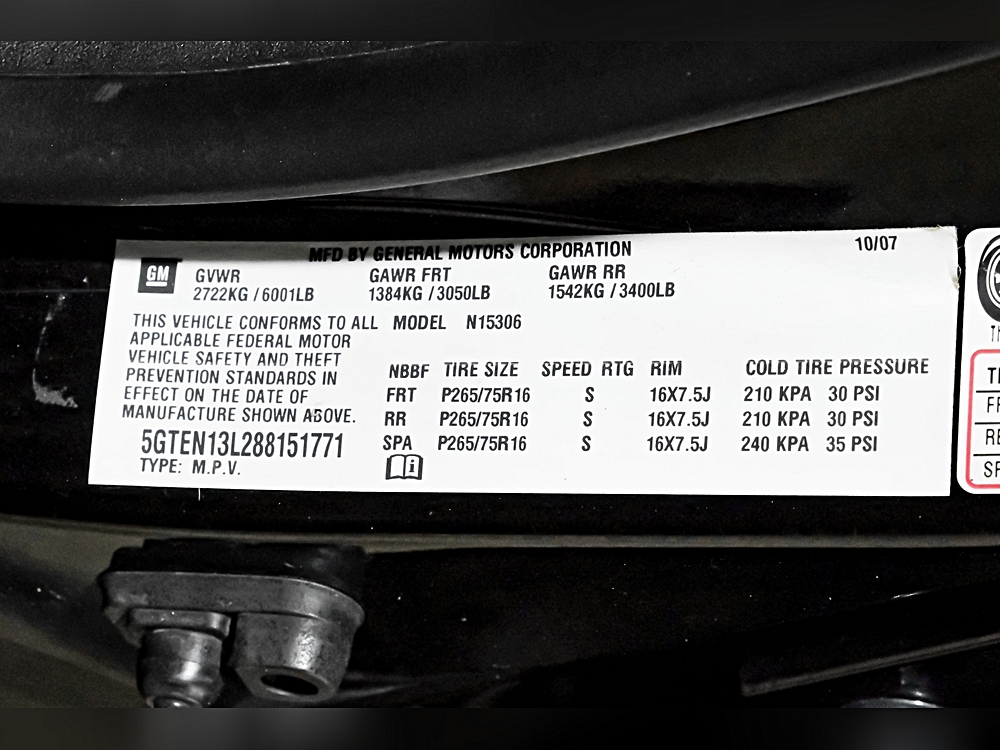 MFD BY GENERAL MOTORS CORPORATION 10/07
GM
GVWR GAWR FRT GAWR RR
2722KG / 6001LB 1384KG / 3050LB 1542KG / 3400LB
THIS VEHICLE CONFORMS TO ALL
APPLICABLE FEDERAL MOTOR
VEHICLE SAFETY AND THEFT
PREVENTION STANDARDS IN
EFFECT ON THE DATE OF
MANUFACTURE SHOWN ABOVE.
5GTEN13L288151771
TYPE: M.P.V.
MODEL N15306
NBBF TIRE SIZE SPEED RTG RIM COLD TIRE PRESSURE
FRT P265/75R16 S 16X7.5J 210 KPA 30 PSI
RR P265/75R16 S 16X7.5J 210 KPA 30 PSI
SPA P265/75R16 S 16X7.5J 240 KPA 35 PSI
i